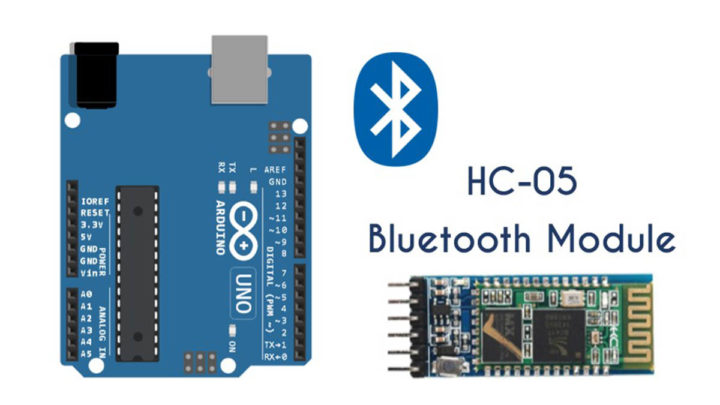 HC-05
Bluetooth Module
ARDUINO
UNO
RX
TX
L
AREF
GND
13
12
~11
~10
~9
8
7
~6
~5
4
~3
2
TX→1
RX←0
DIGITAL (PWM ~)
ON
IOREF
RESET
3.3V
5V
GND
GND
Vin
POWER
A0
A1
A2
A3
A4
A5
ANALOG IN
HC